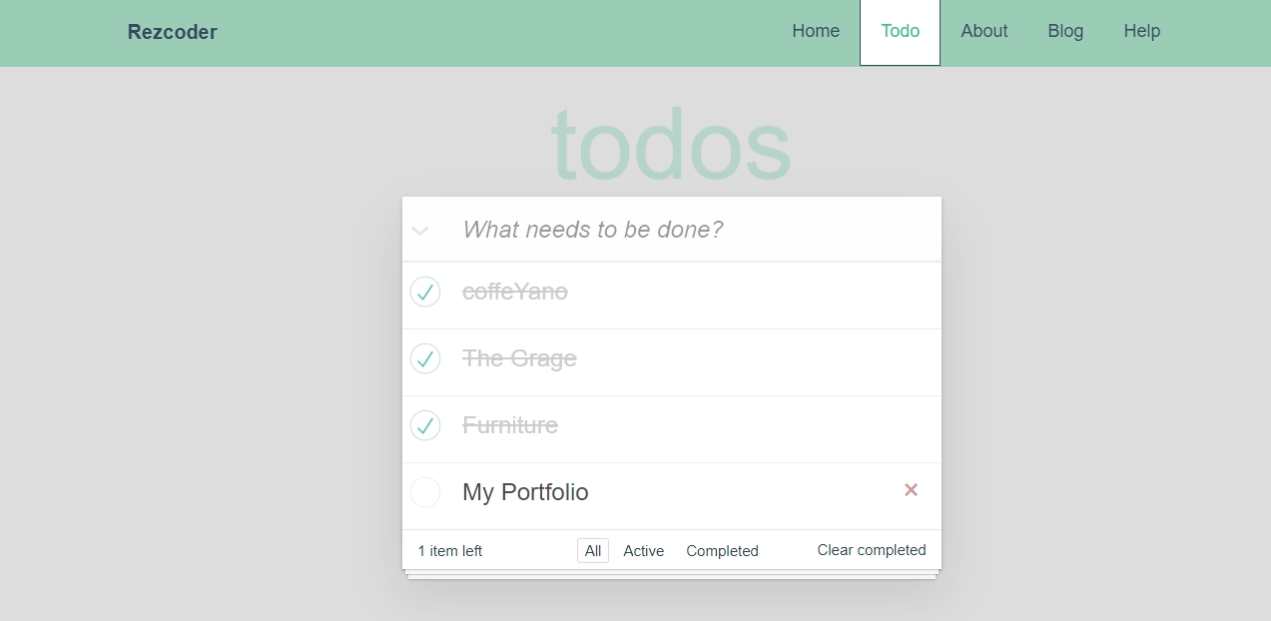 Rezcoder Home Todo About Blog Help
todos
What needs to be done?
coffeYano
The Grage
Furniture
My Portfolio
1 item left All Active Completed Clear completed